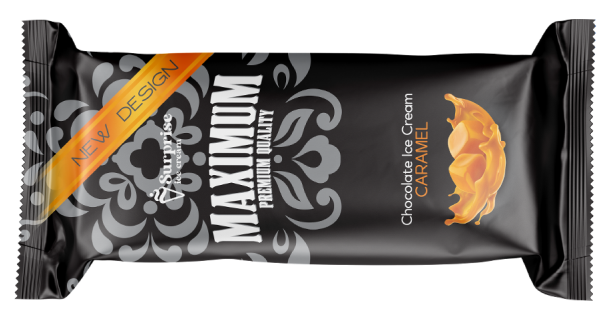 NEW DESIGN
Surprise
ice cream
MAXIMUM
PREMIUM QUALITY
Chocolate Ice Cream
CARAMEL